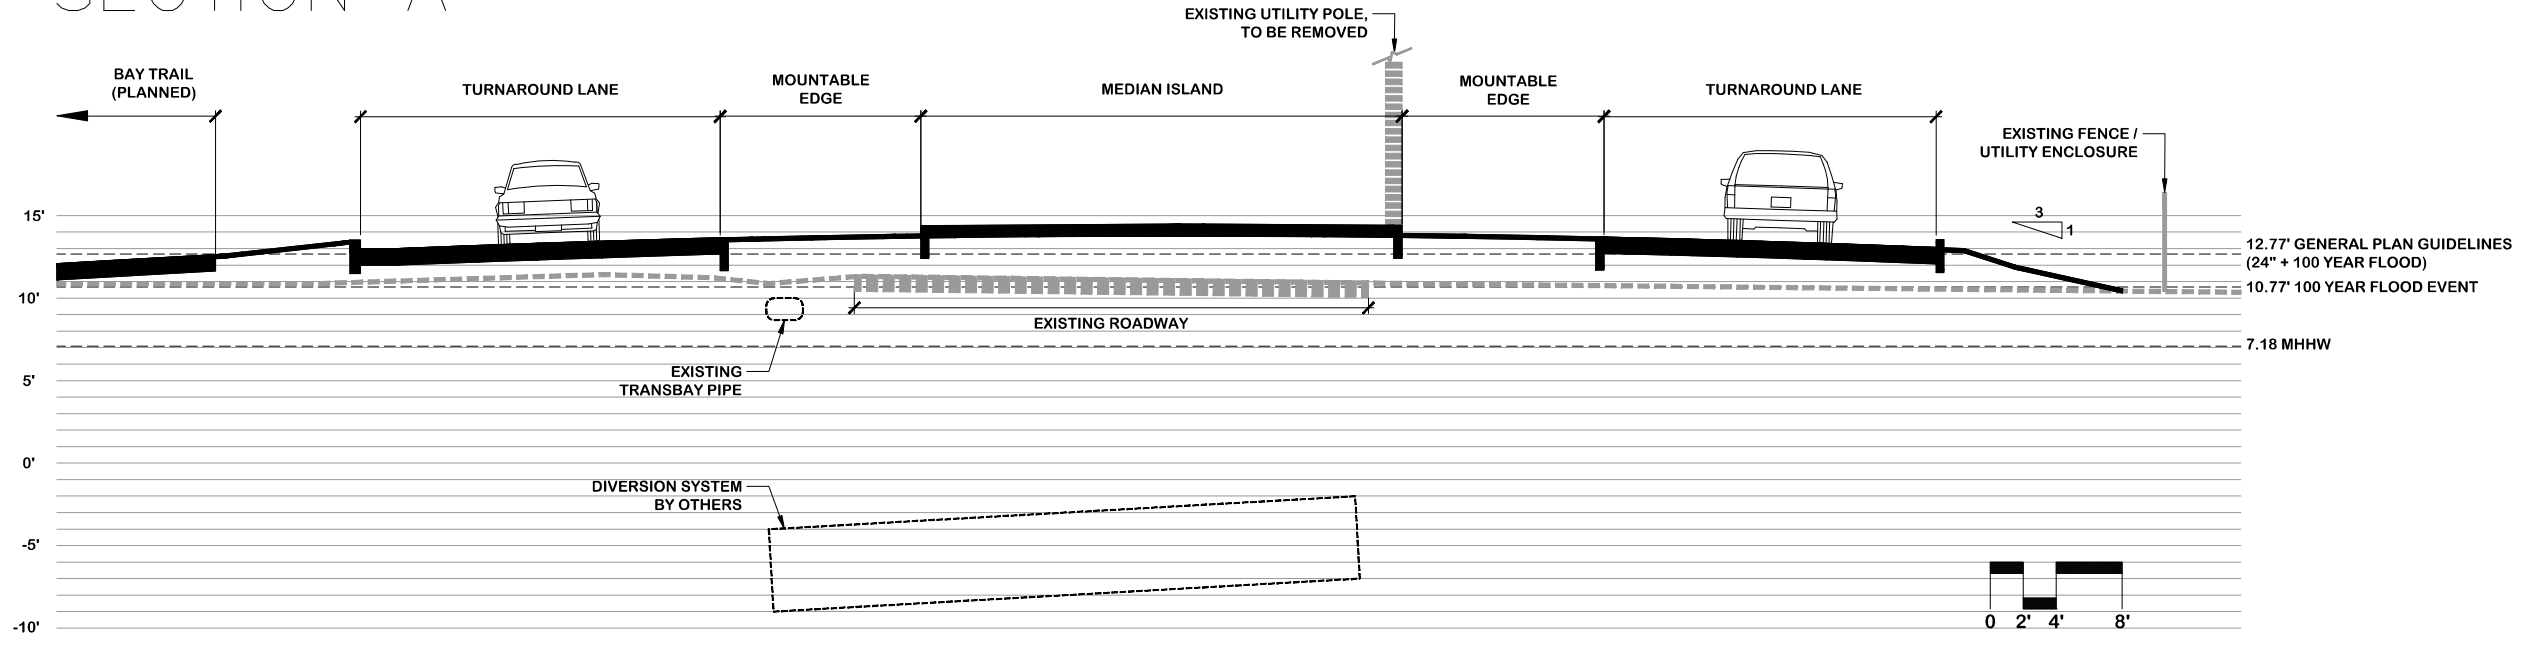 SECTION A
EXISTING UTILITY POLE,
TO BE REMOVED
BAY TRAIL
(PLANNED)
TURNAROUND LANE
MOUNTABLE
EDGE
MEDIAN ISLAND
MOUNTABLE
EDGE
TURNAROUND LANE
EXISTING FENCE /
UTILITY ENCLOSURE
15'
3
1
12.77' GENERAL PLAN GUIDELINES
(24" + 100 YEAR FLOOD)
10.77' 100 YEAR FLOOD EVENT
10'
EXISTING ROADWAY
7.18 MHHW
EXISTING
TRANSBAY PIPE
5'
0'
DIVERSION SYSTEM
BY OTHERS
-5'
-10'
0 2' 4' 8'